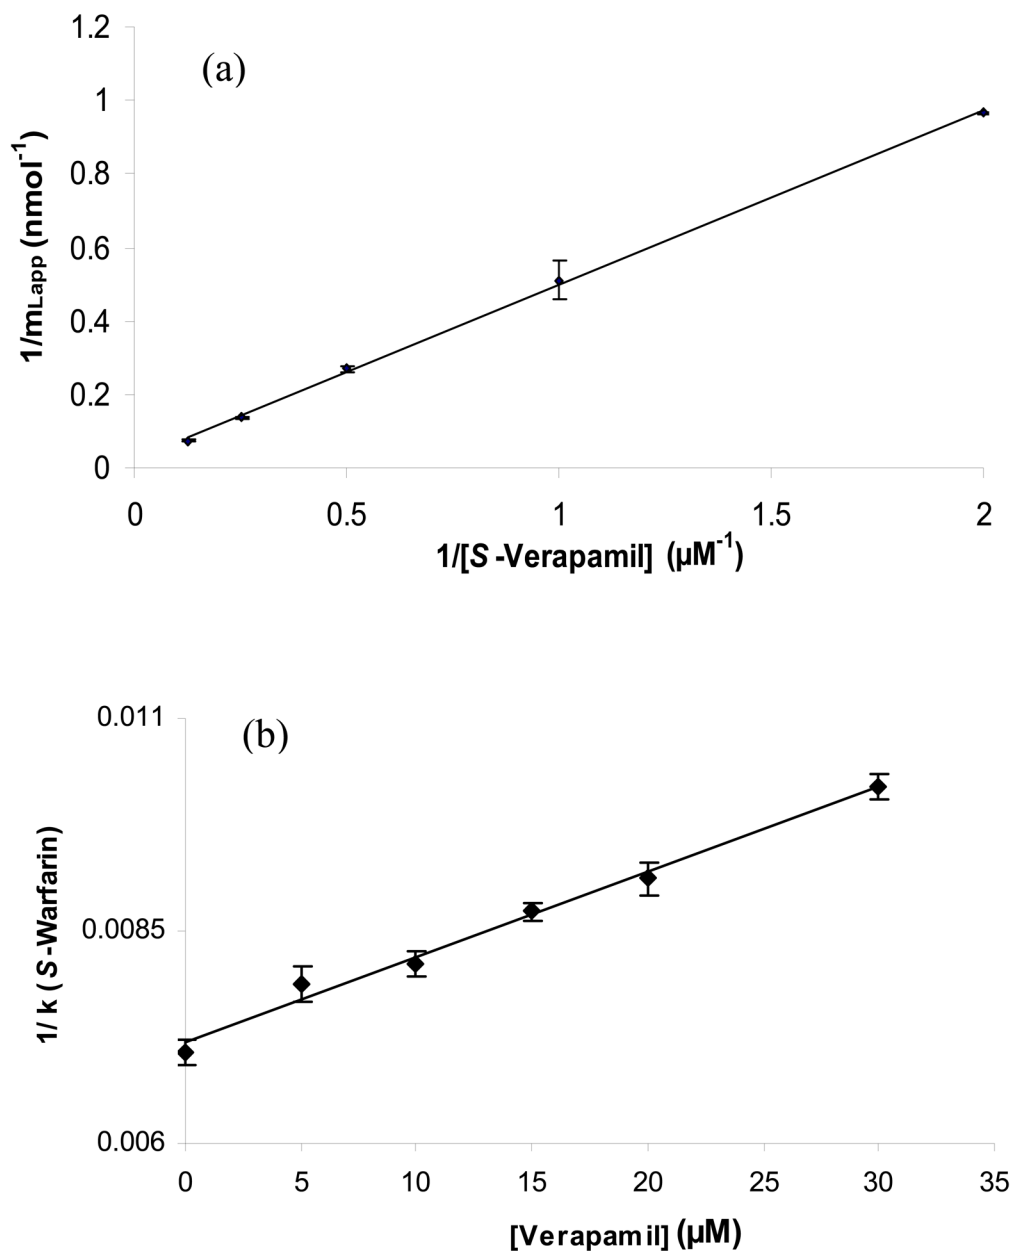 1.2
(a)
1
0.8
0.6
0.4
0.2
0
1/mLapp (nmol⁻¹)
0 0.5 1 1.5 2
1/[S -Verapamil] (µM⁻¹)
0.011
(b)
0.0085
0.006
1/ k ( S -Warfarin)
0 5 10 15 20 25 30 35
[Verapamil] (µM)